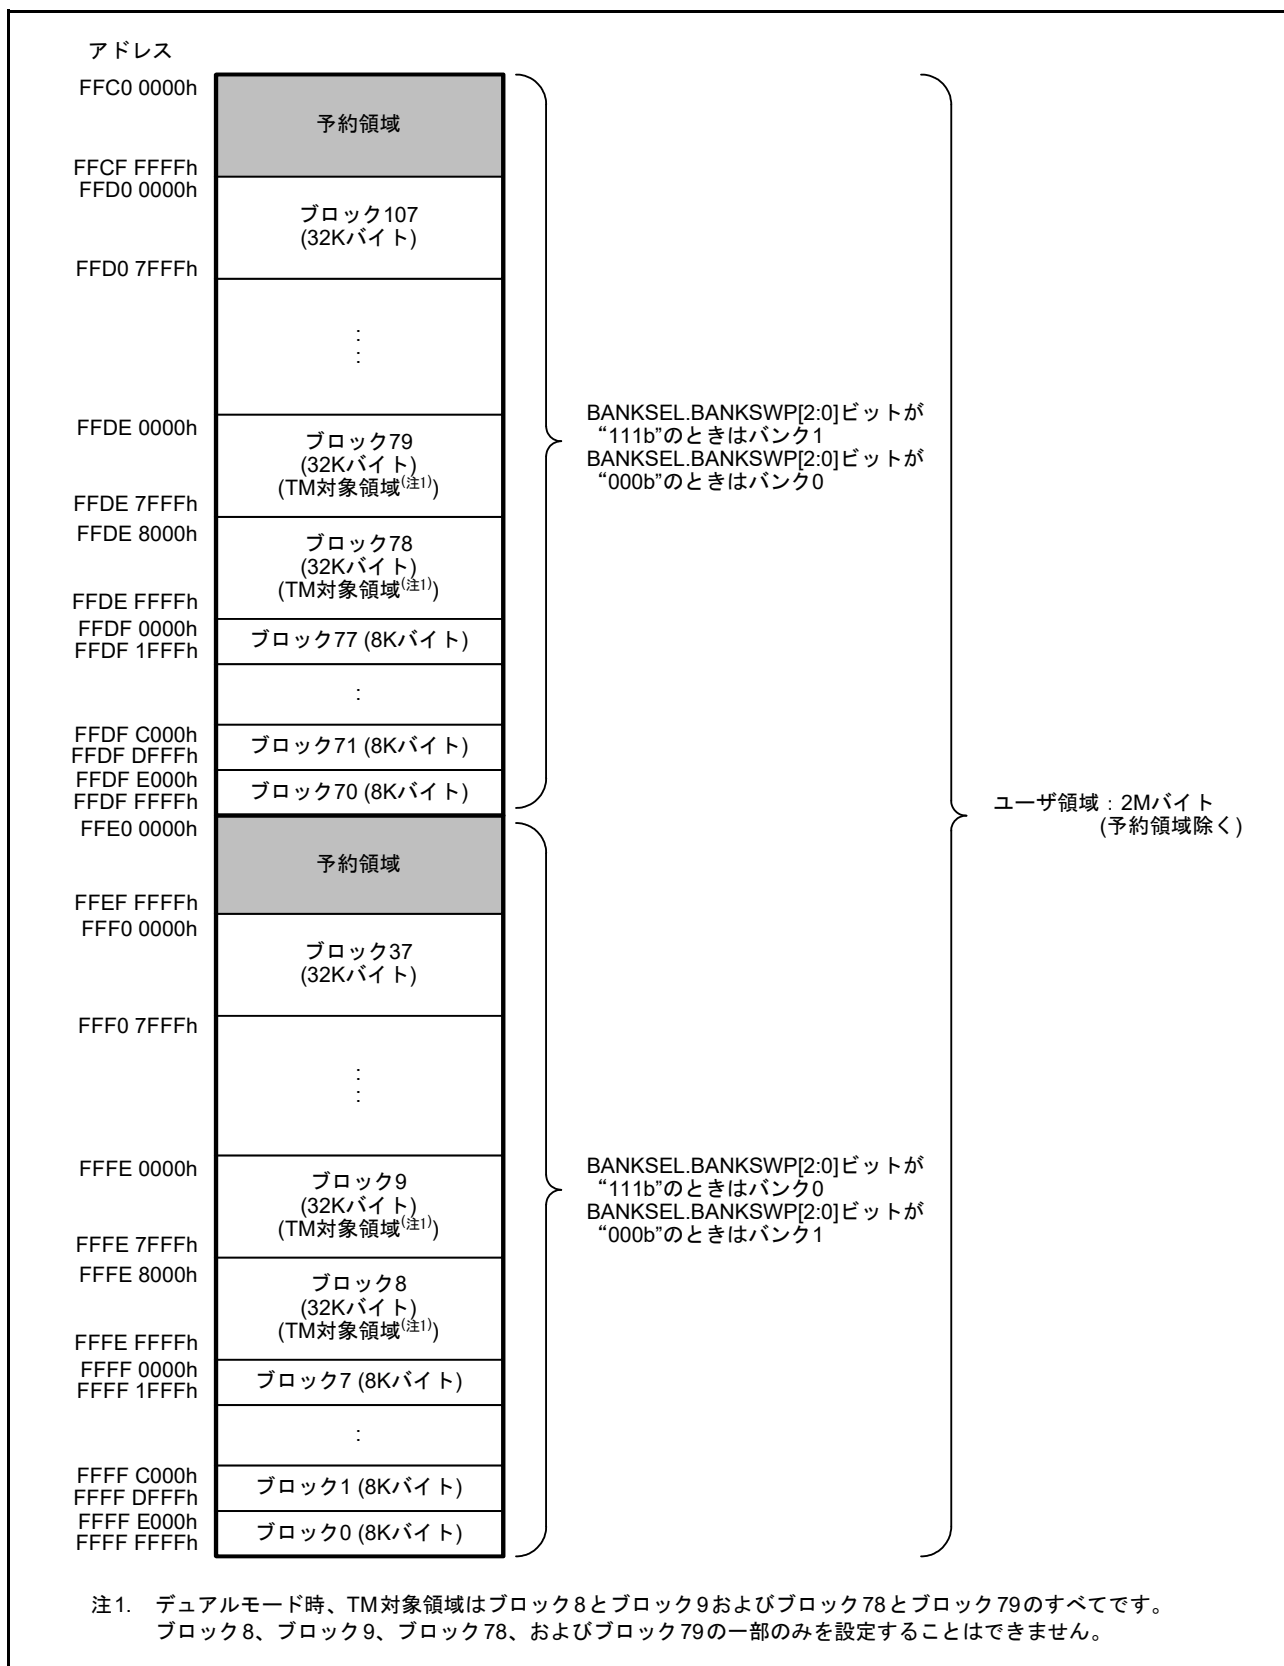 アドレス
FFC0 0000h
予約領域
FFCF FFFFh
FFD0 0000h
ブロック107
(32Kバイト)
FFD0 7FFFh
:
:
FFDE 0000h
ブロック79
(32Kバイト)
(TM対象領域(注1))
FFDE 7FFFh
FFDE 8000h
ブロック78
(32Kバイト)
(TM対象領域(注1))
FFDE FFFFh
FFDF 0000h
ブロック77 (8Kバイト)
FFDF 1FFFh
:
FFDF C000h
ブロック71 (8Kバイト)
FFDF DFFFh
FFDF E000h
ブロック70 (8Kバイト)
FFDF FFFFh
BANKSEL.BANKSWP[2:0]ビットが
“111b”のときはバンク1
BANKSEL.BANKSWP[2:0]ビットが
“000b”のときはバンク0
FFE0 0000h
予約領域
FFEF FFFFh
FFF0 0000h
ブロック37
(32Kバイト)
FFF0 7FFFh
:
:
FFFE 0000h
ブロック9
(32Kバイト)
(TM対象領域(注1))
FFFE 7FFFh
FFFE 8000h
ブロック8
(32Kバイト)
(TM対象領域(注1))
FFFE FFFFh
FFFF 0000h
ブロック7 (8Kバイト)
FFFF 1FFFh
:
FFFF C000h
ブロック1 (8Kバイト)
FFFF DFFFh
FFFF E000h
ブロック0 (8Kバイト)
FFFF FFFFh
BANKSEL.BANKSWP[2:0]ビットが
“111b”のときはバンク0
BANKSEL.BANKSWP[2:0]ビットが
“000b”のときはバンク1
ユーザ領域：2Mバイト
(予約領域除く)
注1. デュアルモード時、TM対象領域はブロック8とブロック9およびブロック78とブロック79のすべてです。
ブロック8、ブロック9、ブロック78、およびブロック79の一部のみを設定することはできません。